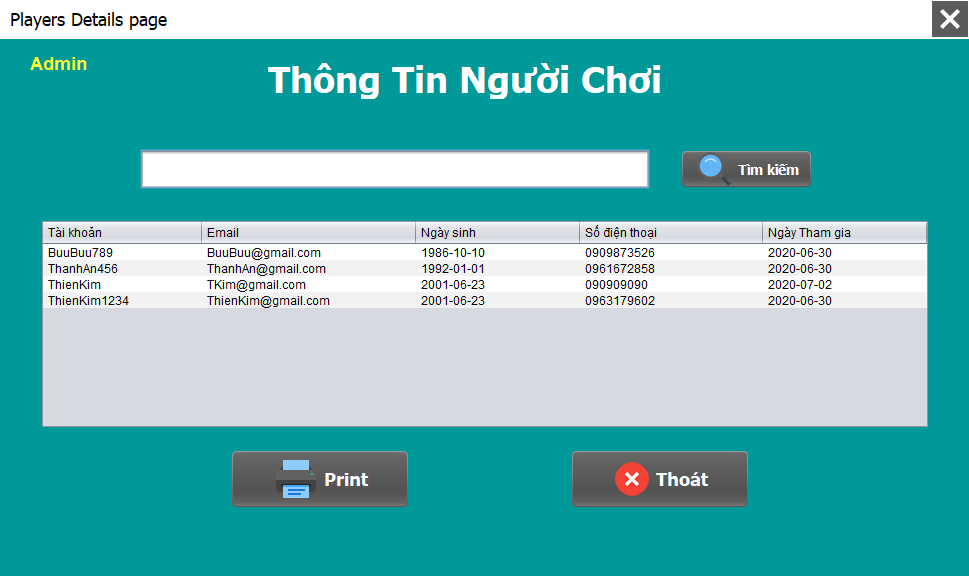 Players Details page
Admin
Thông Tin Người Chơi
Tìm kiếm
Tài khoản Email Ngày sinh Số điện thoại Ngày Tham gia
BuuBuu789 BuuBuu@gmail.com 1986-10-10 0909873526 2020-06-30
ThanhAn456 ThanhAn@gmail.com 1992-01-01 0961672858 2020-06-30
ThienKim TKim@gmail.com 2001-06-23 090909090 2020-07-02
ThienKim1234 ThienKim@gmail.com 2001-06-23 0963179602 2020-06-30
Print Thoát